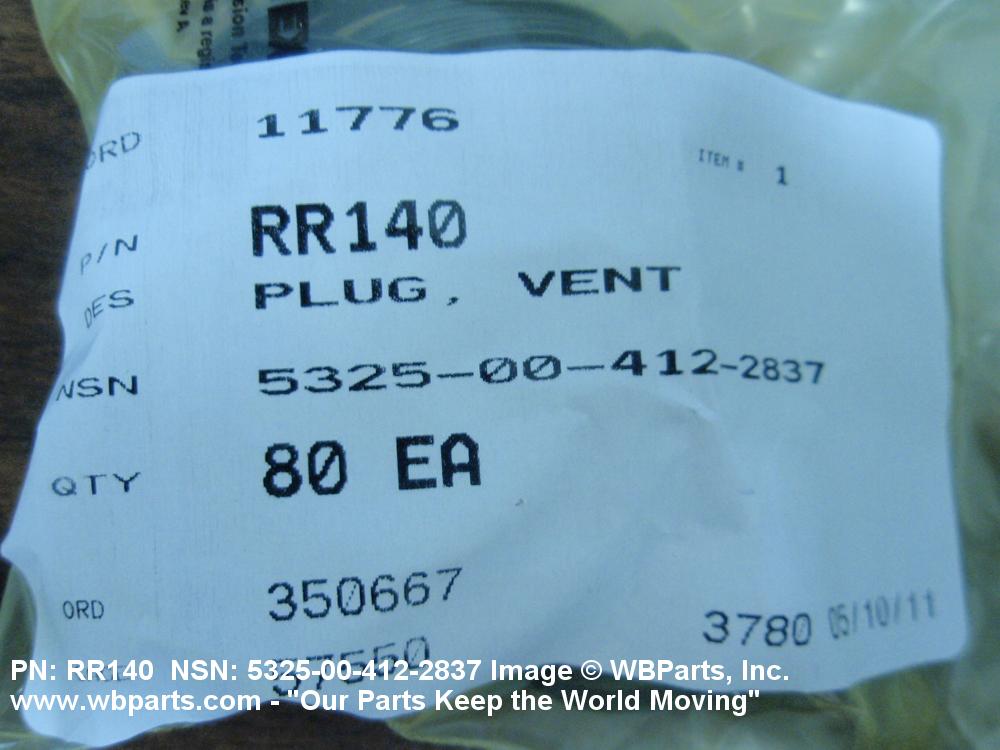 ORD 11776
ITEM # 1
P/N RR140
DES PLUG, VENT
NSN 5325-00-412-2837
QTY 80 EA
ORD 350667
3780 05/10/11
PN: RR140 NSN: 5325-00-412-2837 Image © WBParts, Inc.
www.wbparts.com - "Our Parts Keep the World Moving"